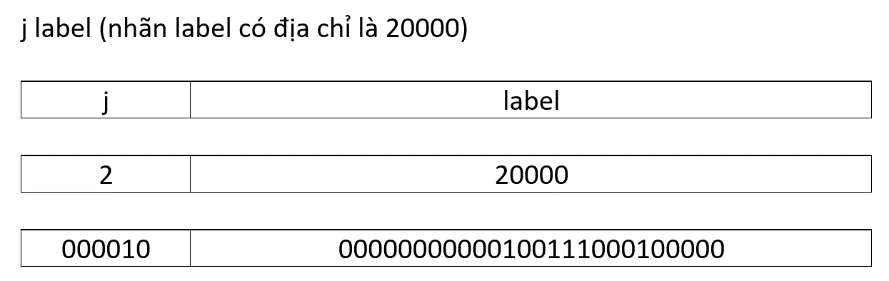 j label (nhãn label có địa chỉ là 20000)
j label
2 20000
000010 00000000000100111000100000